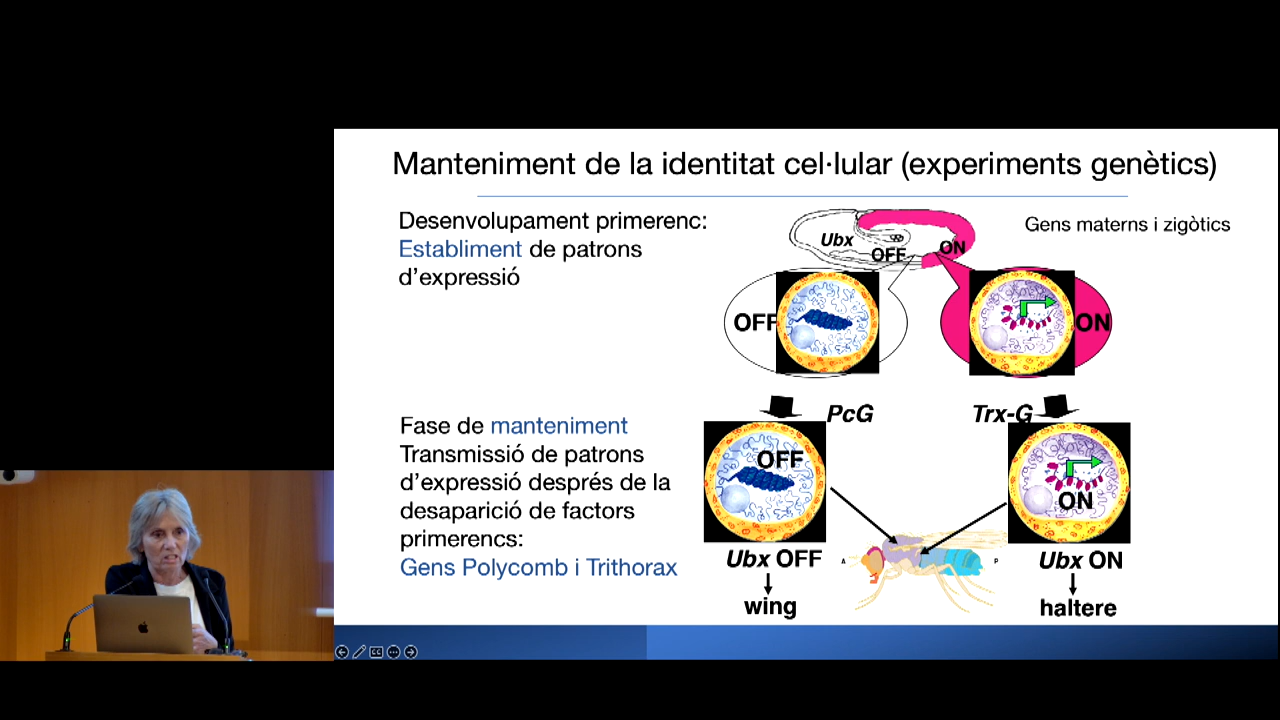 Manteniment de la identitat cel·lular (experiments genètics)
Desenvolupament primerenc:
Establiment de patrons
d'expressió
Gens materns i zigòtics
Ubx
OFF
ON
OFF
ON
PcG
Trx-G
Fase de manteniment
Transmissió de patrons
d'expressió després de la
desaparició de factors
primerencs:
Gens Polycomb i Trithorax
OFF
ON
A
P
Ubx OFF
wing
Ubx ON
haltere